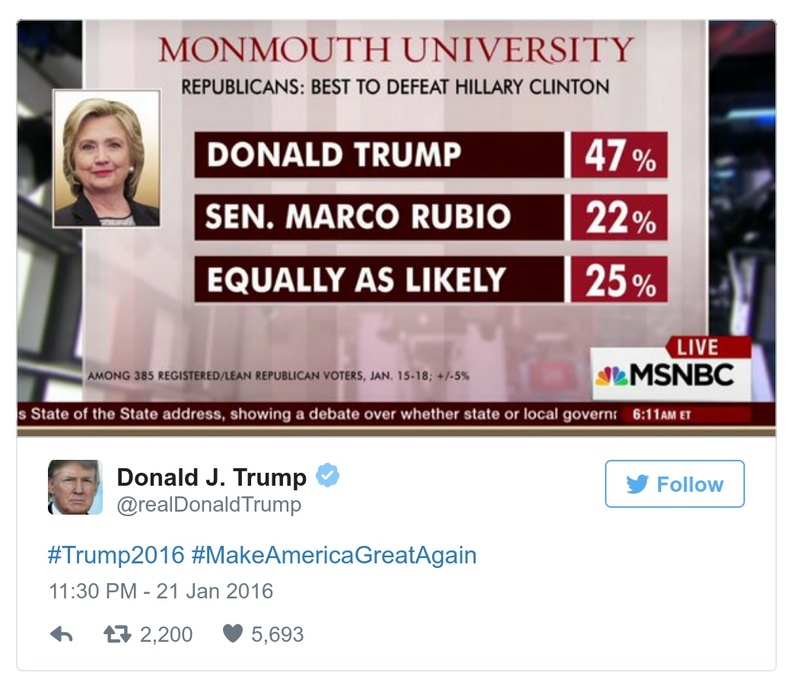 MONMOUTH UNIVERSITY
REPUBLICANS: BEST TO DEFEAT HILLARY CLINTON
DONALD TRUMP 47%
SEN. MARCO RUBIO 22%
EQUALLY AS LIKELY 25%
AMONG 385 REGISTERED/LEAN REPUBLICAN VOTERS, JAN. 15-18; +/-5%
LIVE
MSNBC
s State of the State address, showing a debate over whether state or local govern 6:11AM ET
Donald J. Trump
@realDonaldTrump
Follow
#Trump2016 #MakeAmericaGreatAgain
11:30 PM - 21 Jan 2016
2,200 5,693